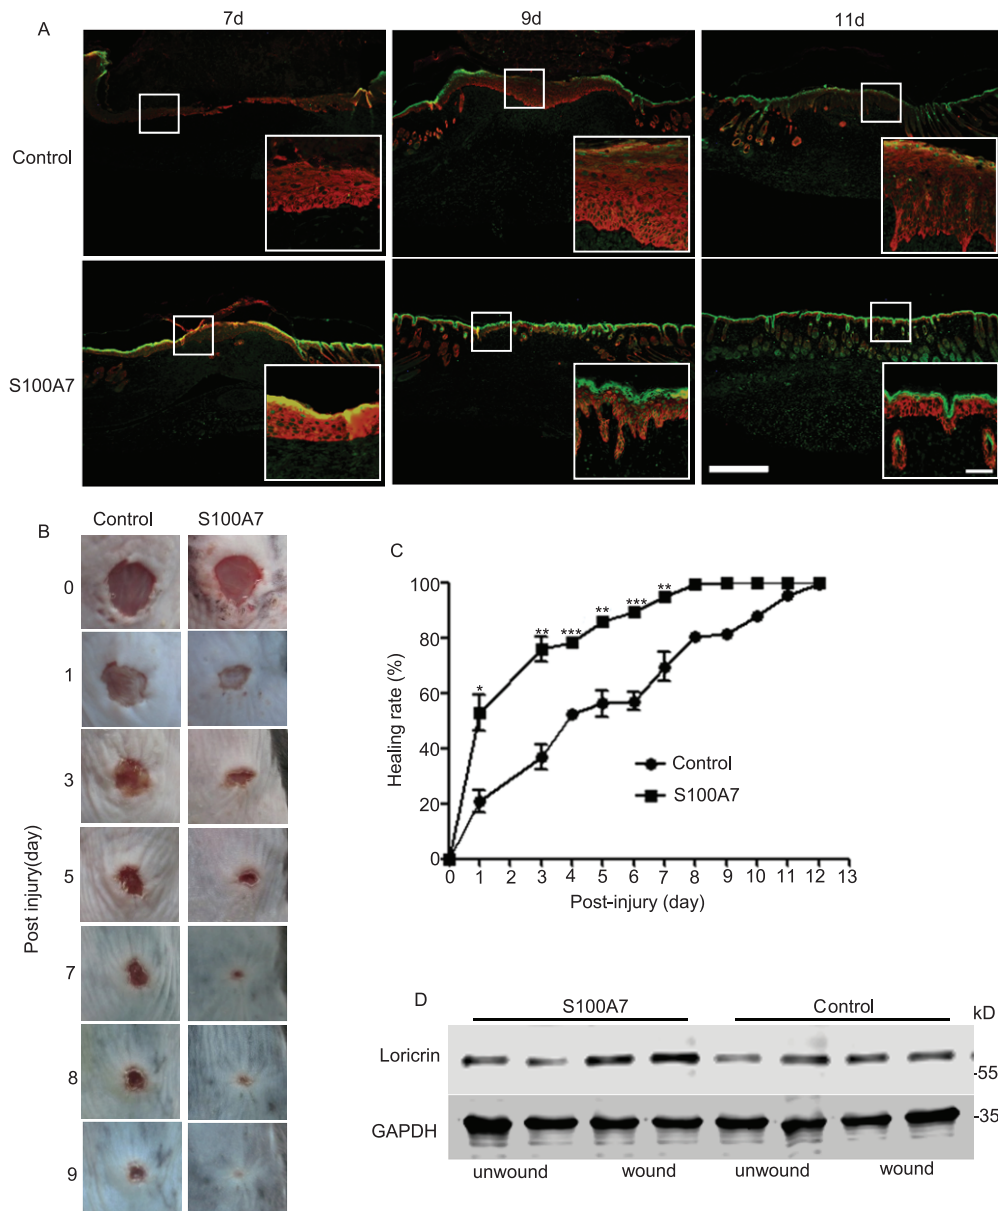 A
7d
9d
11d
Control
S100A7
B
Control
S100A7
0
1
3
5
7
8
9
Post injury(day)
C
Healing rate (%)
100
80
60
40
20
0
*
**
***
**
***
**
Control
S100A7
0 1 2 3 4 5 6 7 8 9 10 11 12 13
Post-injury (day)
D
S100A7
Control
kD
Loricrin
-55
GAPDH
-35
unwound
wound
unwound
wound